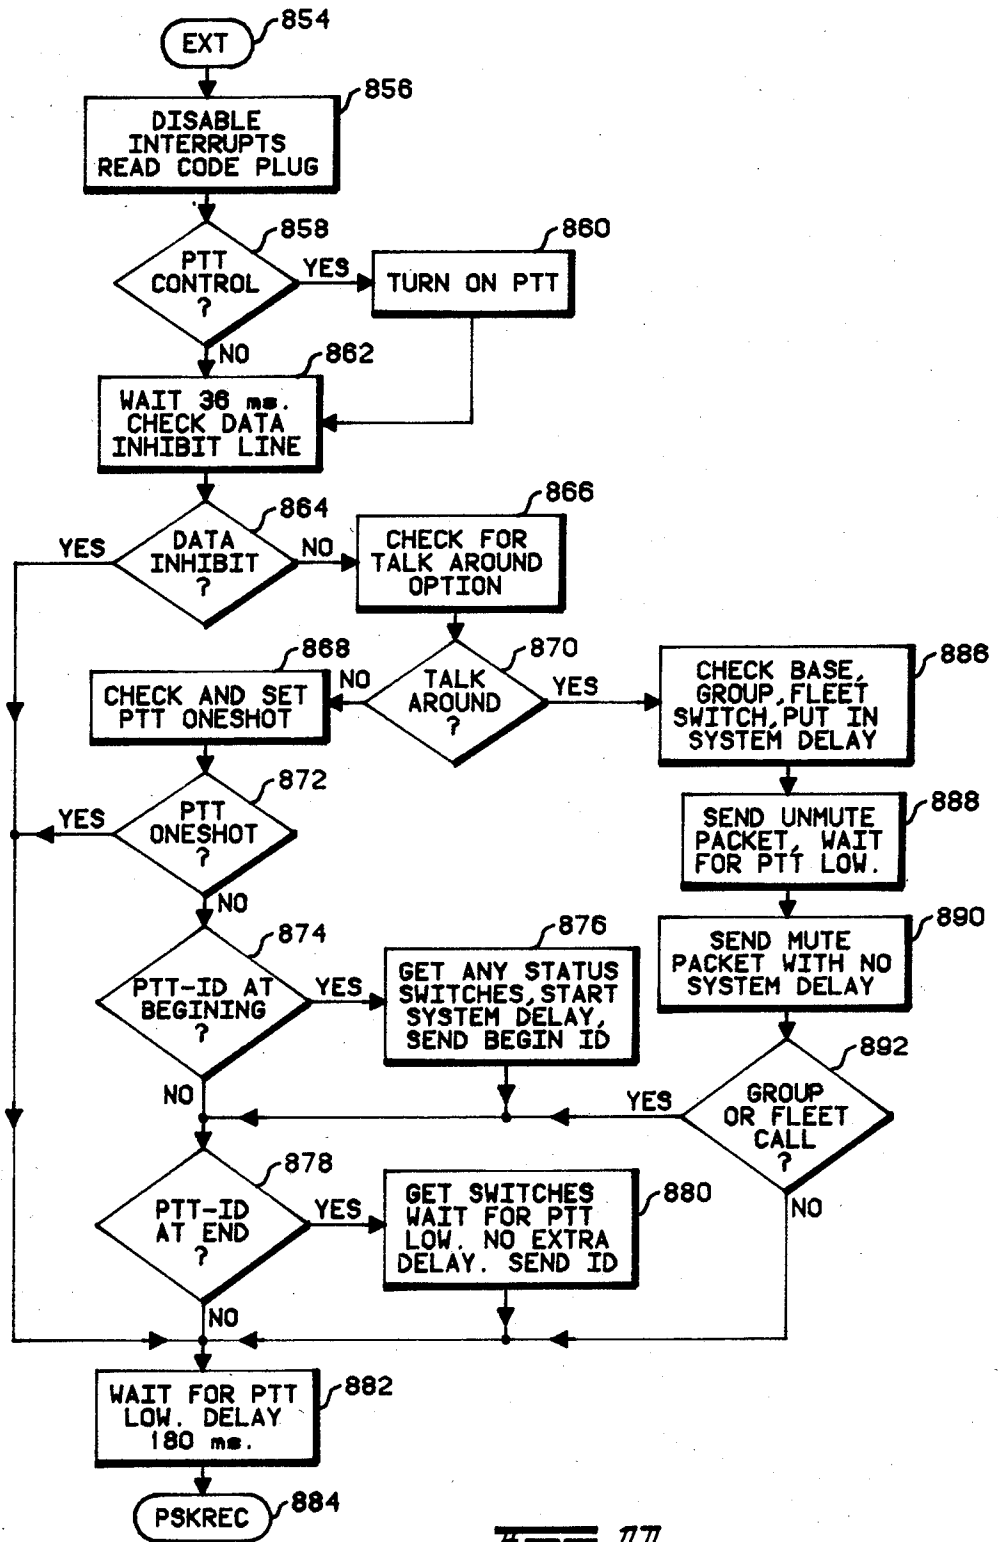 EXT
854
856
DISABLE
INTERRUPTS
READ CODE PLUG
858
PTT
CONTROL
?
YES
860
TURN ON PTT
NO
862
WAIT 36 ms.
CHECK DATA
INHIBIT LINE
864
DATA
INHIBIT
?
YES
NO
866
CHECK FOR
TALK AROUND
OPTION
868
CHECK AND SET
PTT ONESHOT
NO
870
TALK
AROUND
?
YES
886
CHECK BASE,
GROUP,FLEET
SWITCH,PUT IN
SYSTEM DELAY
872
PTT
ONESHOT
?
YES
NO
888
SEND UNMUTE
PACKET, WAIT
FOR PTT LOW.
874
PTT-ID AT
BEGINING
?
YES
NO
876
GET ANY STATUS
SWITCHES,START
SYSTEM DELAY,
SEND BEGIN ID
890
SEND MUTE
PACKET WITH NO
SYSTEM DELAY
892
GROUP
OR FLEET
CALL
?
YES
NO
878
PTT-ID
AT END
?
YES
NO
880
GET SWITCHES
WAIT FOR PTT
LOW. NO EXTRA
DELAY. SEND ID
882
WAIT FOR PTT
LOW. DELAY
180 ms.
PSKREC
884